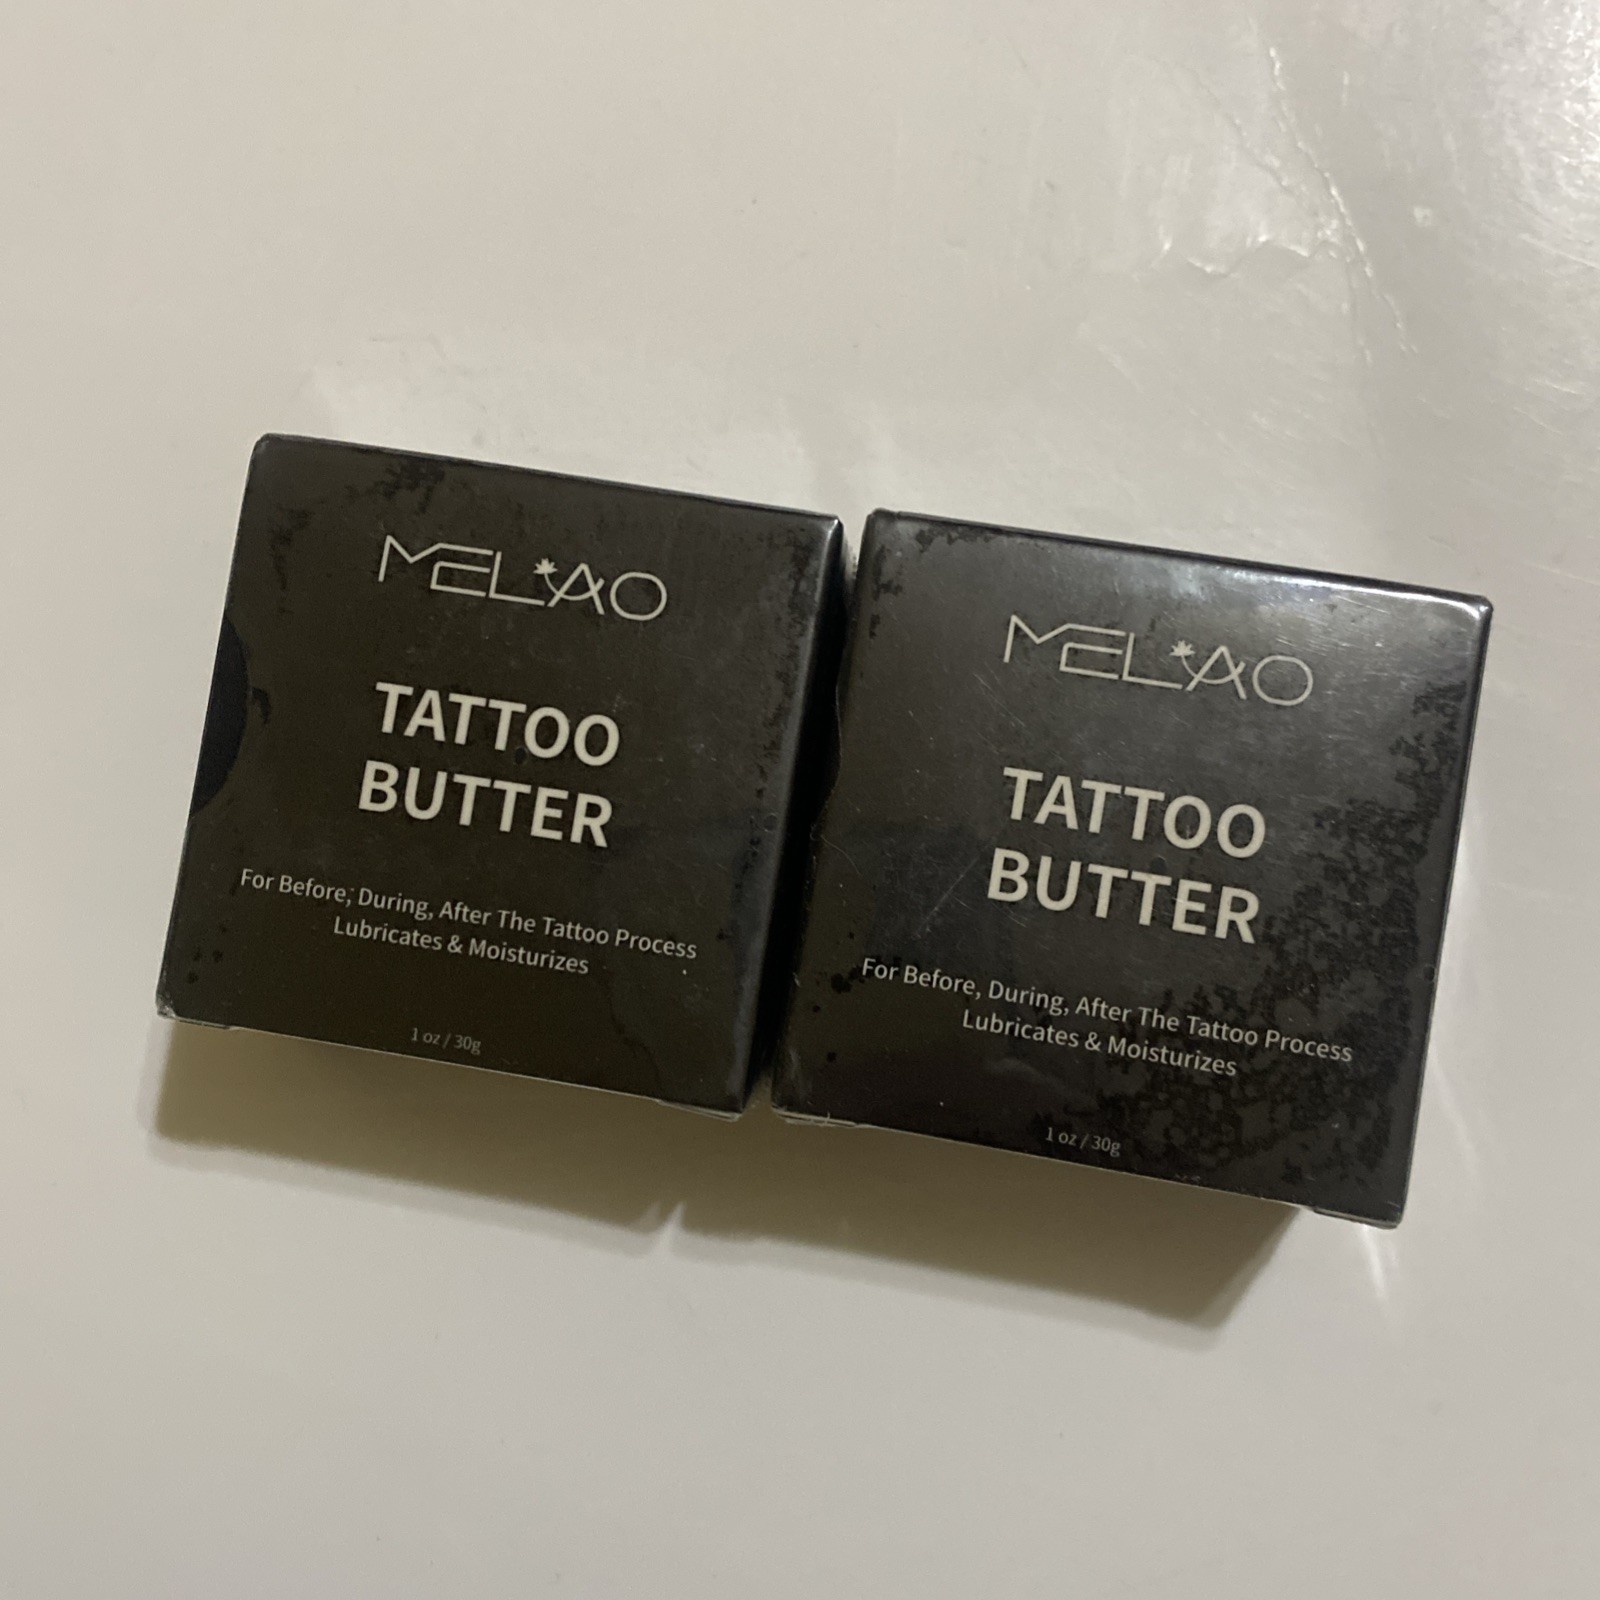 MELAO
TATTOO
BUTTER
For Before, During, After The Tattoo Process
Lubricates & Moisturizes
1 oz / 30g
MELAO
TATTOO
BUTTER
For Before, During, After The Tattoo Process
Lubricates & Moisturizes
1 oz / 30g